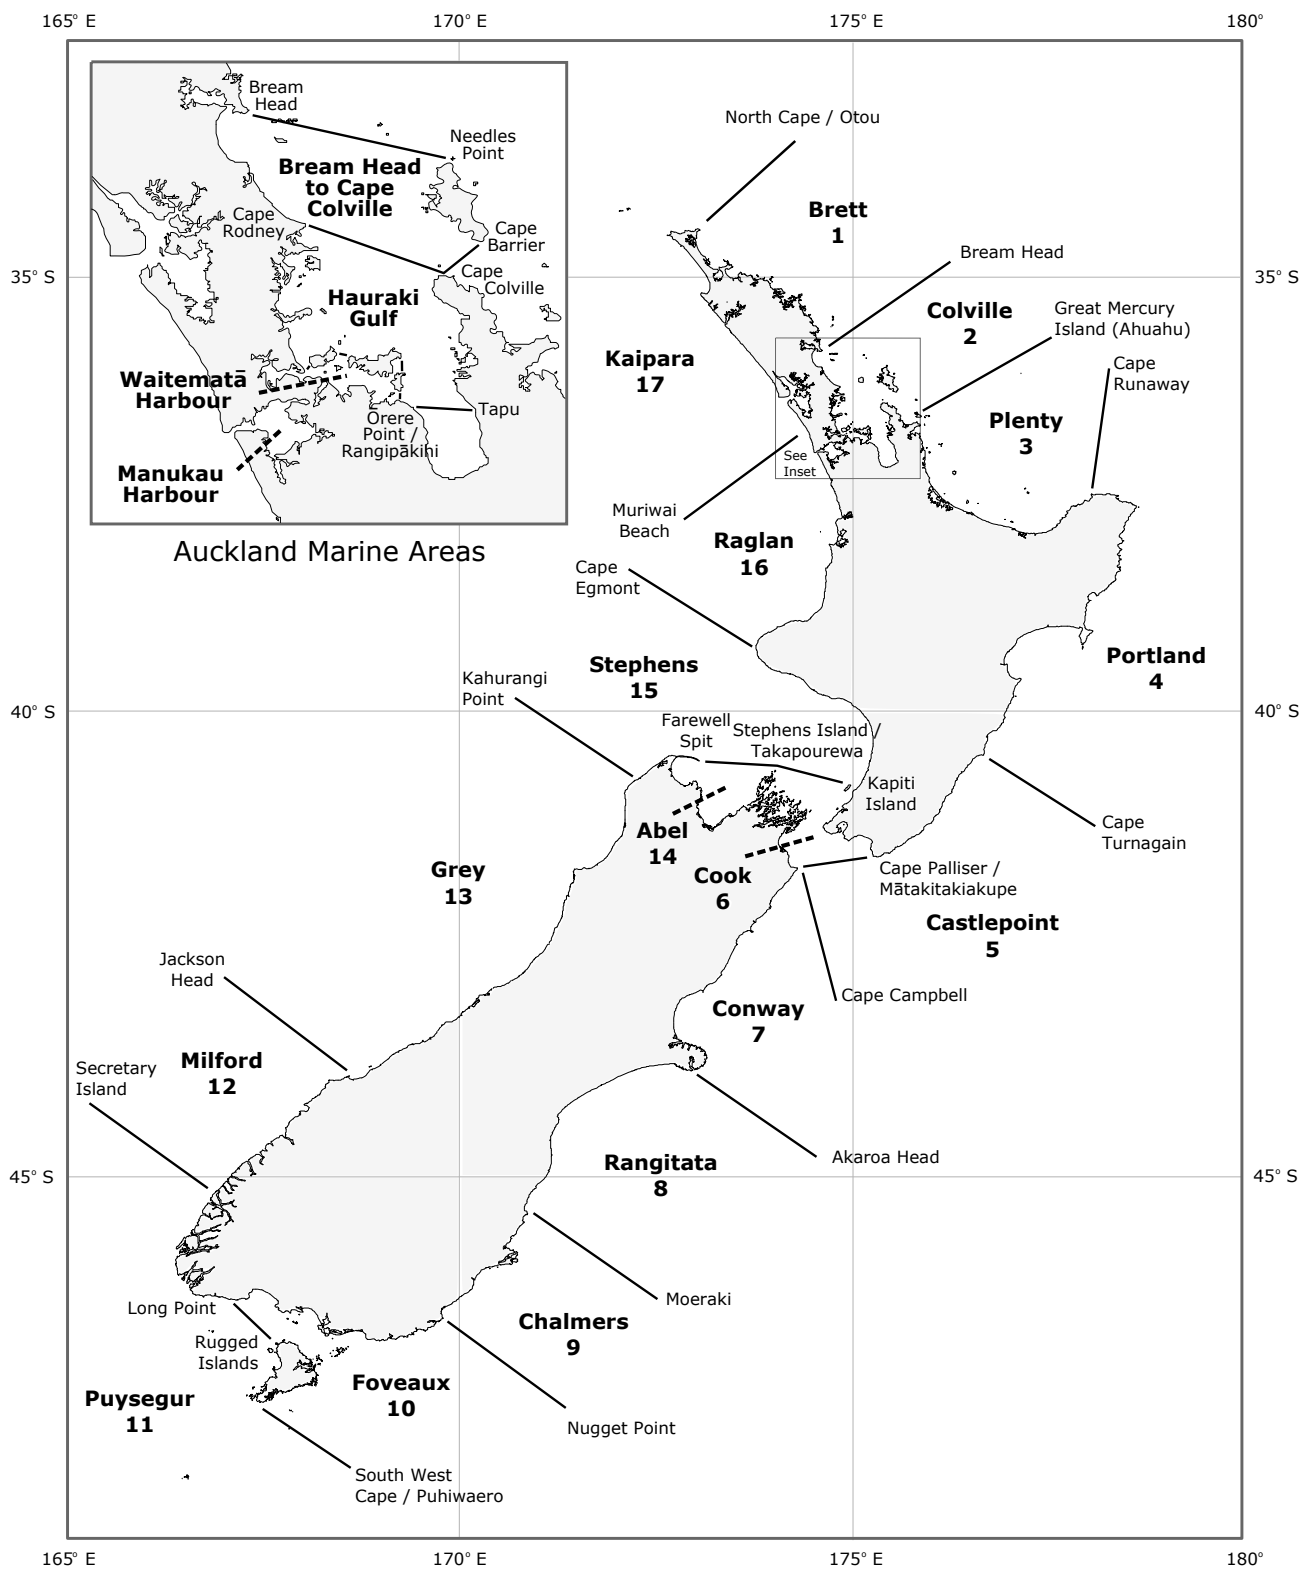 165° E
170° E
175° E
180°
Bream
Head
Needles
Point
Bream Head
to Cape
Colville
Cape
Rodney
Cape
Barrier
Cape
Colville
Hauraki
Gulf
Waitematā
Harbour
Ōrere
Point /
Rangipākihi
Tapu
Manukau
Harbour
Auckland Marine Areas
North Cape / Otou
Brett
1
Bream Head
35° S
35° S
Colville
2
Great Mercury
Island (Ahuahu)
Kaipara
17
Cape
Runaway
Plenty
3
See
Inset
Muriwai
Beach
Raglan
16
Cape
Egmont
Stephens
15
Portland
4
Kahurangi
Point
40° S
40° S
Farewell
Spit
Stephens Island /
Takapourewa
Kapiti
Island
Abel
14
Cape
Turnagain
Cook
6
Cape Palliser /
Mātakitakiakupe
Grey
13
Castlepoint
5
Jackson
Head
Cape Campbell
Conway
7
Milford
12
Secretary
Island
Akaroa Head
Rangitata
8
45° S
45° S
Moeraki
Long Point
Chalmers
9
Rugged
Islands
Foveaux
10
Puysegur
11
Nugget Point
South West
Cape / Puhiwaero
165° E
170° E
175° E
180°